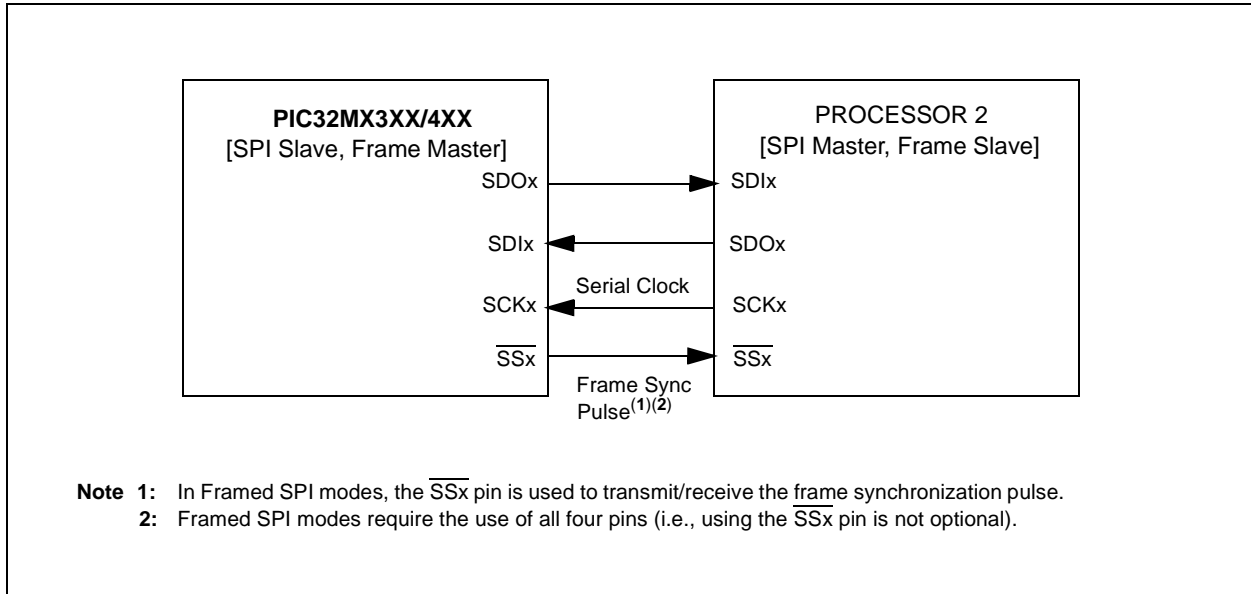 PIC32MX3XX/4XX
[SPI Slave, Frame Master]
PROCESSOR 2
[SPI Master, Frame Slave]
SDOx
SDIx
SDIx
SDOx
Serial Clock
SCKx
SCKx
SSx
SSx
Frame Sync
Pulse(1)(2)
Note 1: In Framed SPI modes, the SSx pin is used to transmit/receive the frame synchronization pulse.
2: Framed SPI modes require the use of all four pins (i.e., using the SSx pin is not optional).